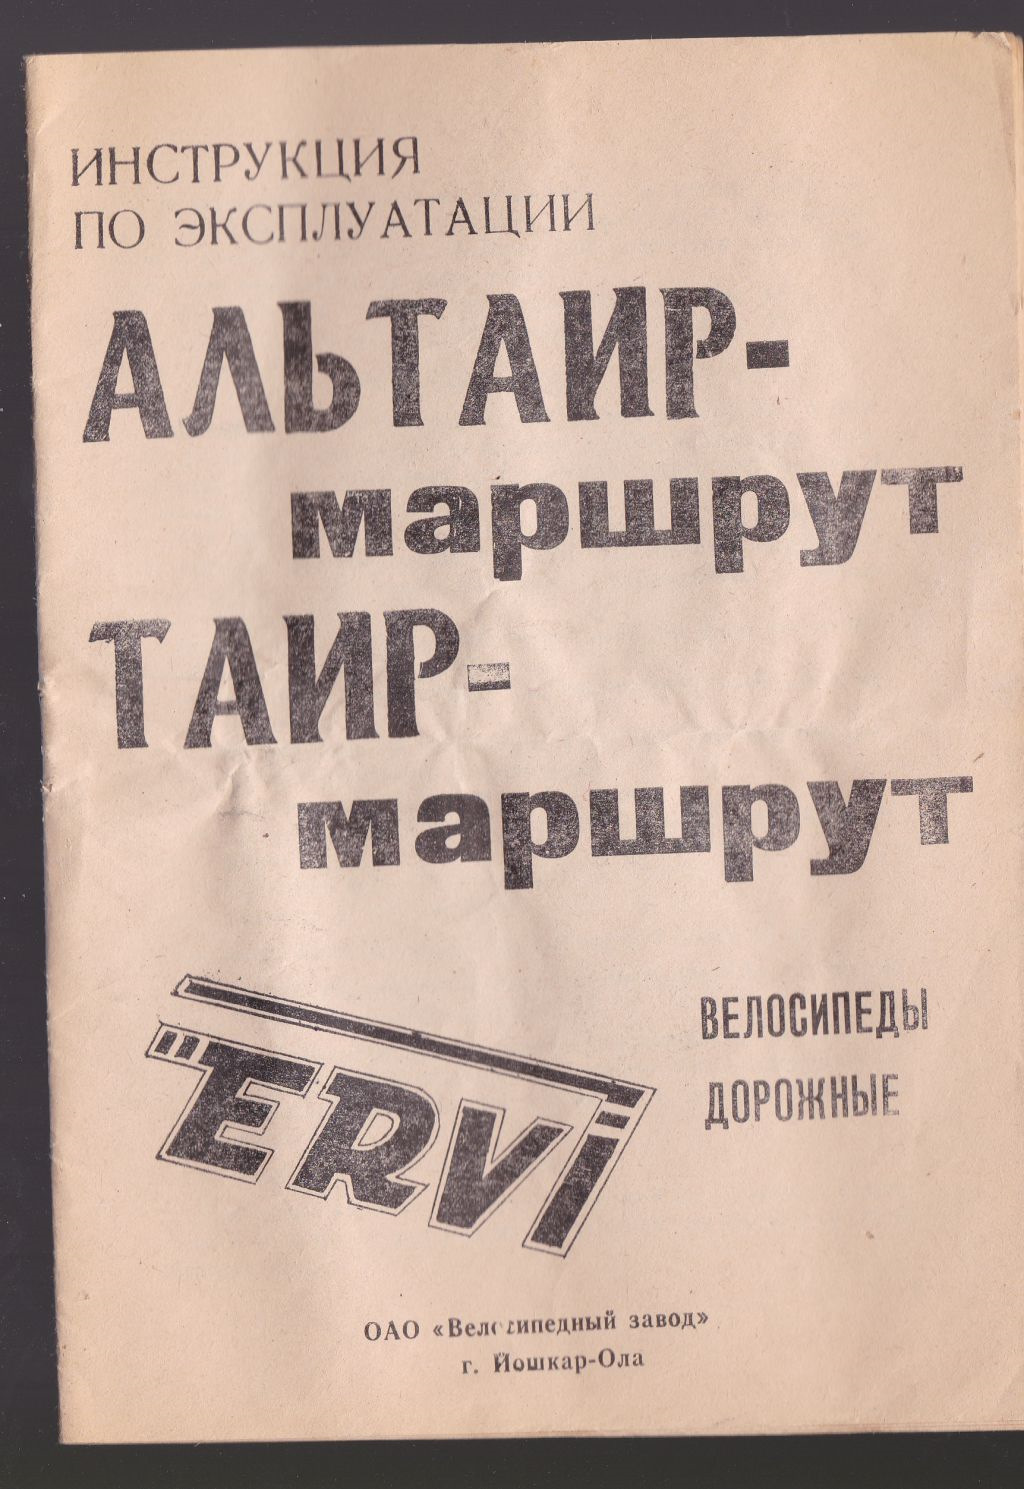 ИНСТРУКЦИЯ
ПО ЭКСПЛУАТАЦИИ
АЛЬТАИР-
маршрут
ТАИР-
маршрут
"ERVI
ВЕЛОСИПЕДЫ
ДОРОЖНЫЕ
ОАО «Велосипедный завод»
г. Йошкар-Ола